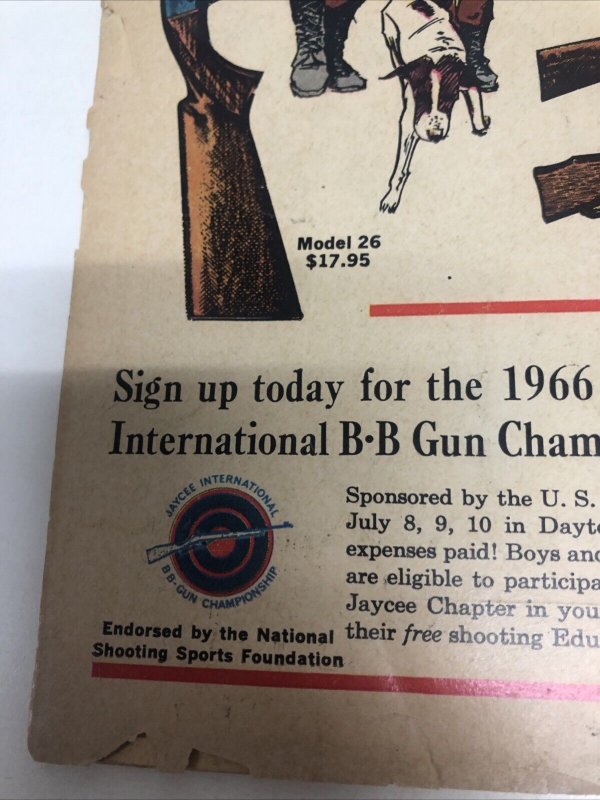 Model 26
$17.95
Sign up today for the 1966
International B•B Gun Cham
JAYCEE INTERNATIONAL
BB-GUN CHAMPIONSHIP
Endorsed by the National
Shooting Sports Foundation
Sponsored by the U. S.
July 8, 9, 10 in Dayt
expenses paid! Boys and
are eligible to participa
Jaycee Chapter in you
their free shooting Edu